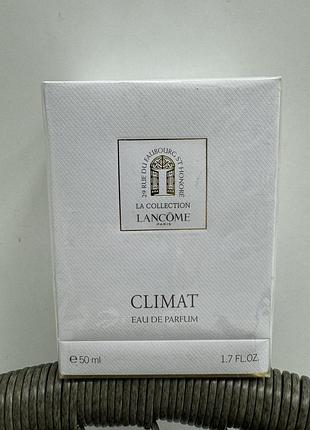 29 RUE DU FAUBOURG ST HONORÉ
LA COLLECTION
LANCÔME
PARIS
CLIMAT
EAU DE PARFUM
℮ 50 ml 1.7 FL.OZ.